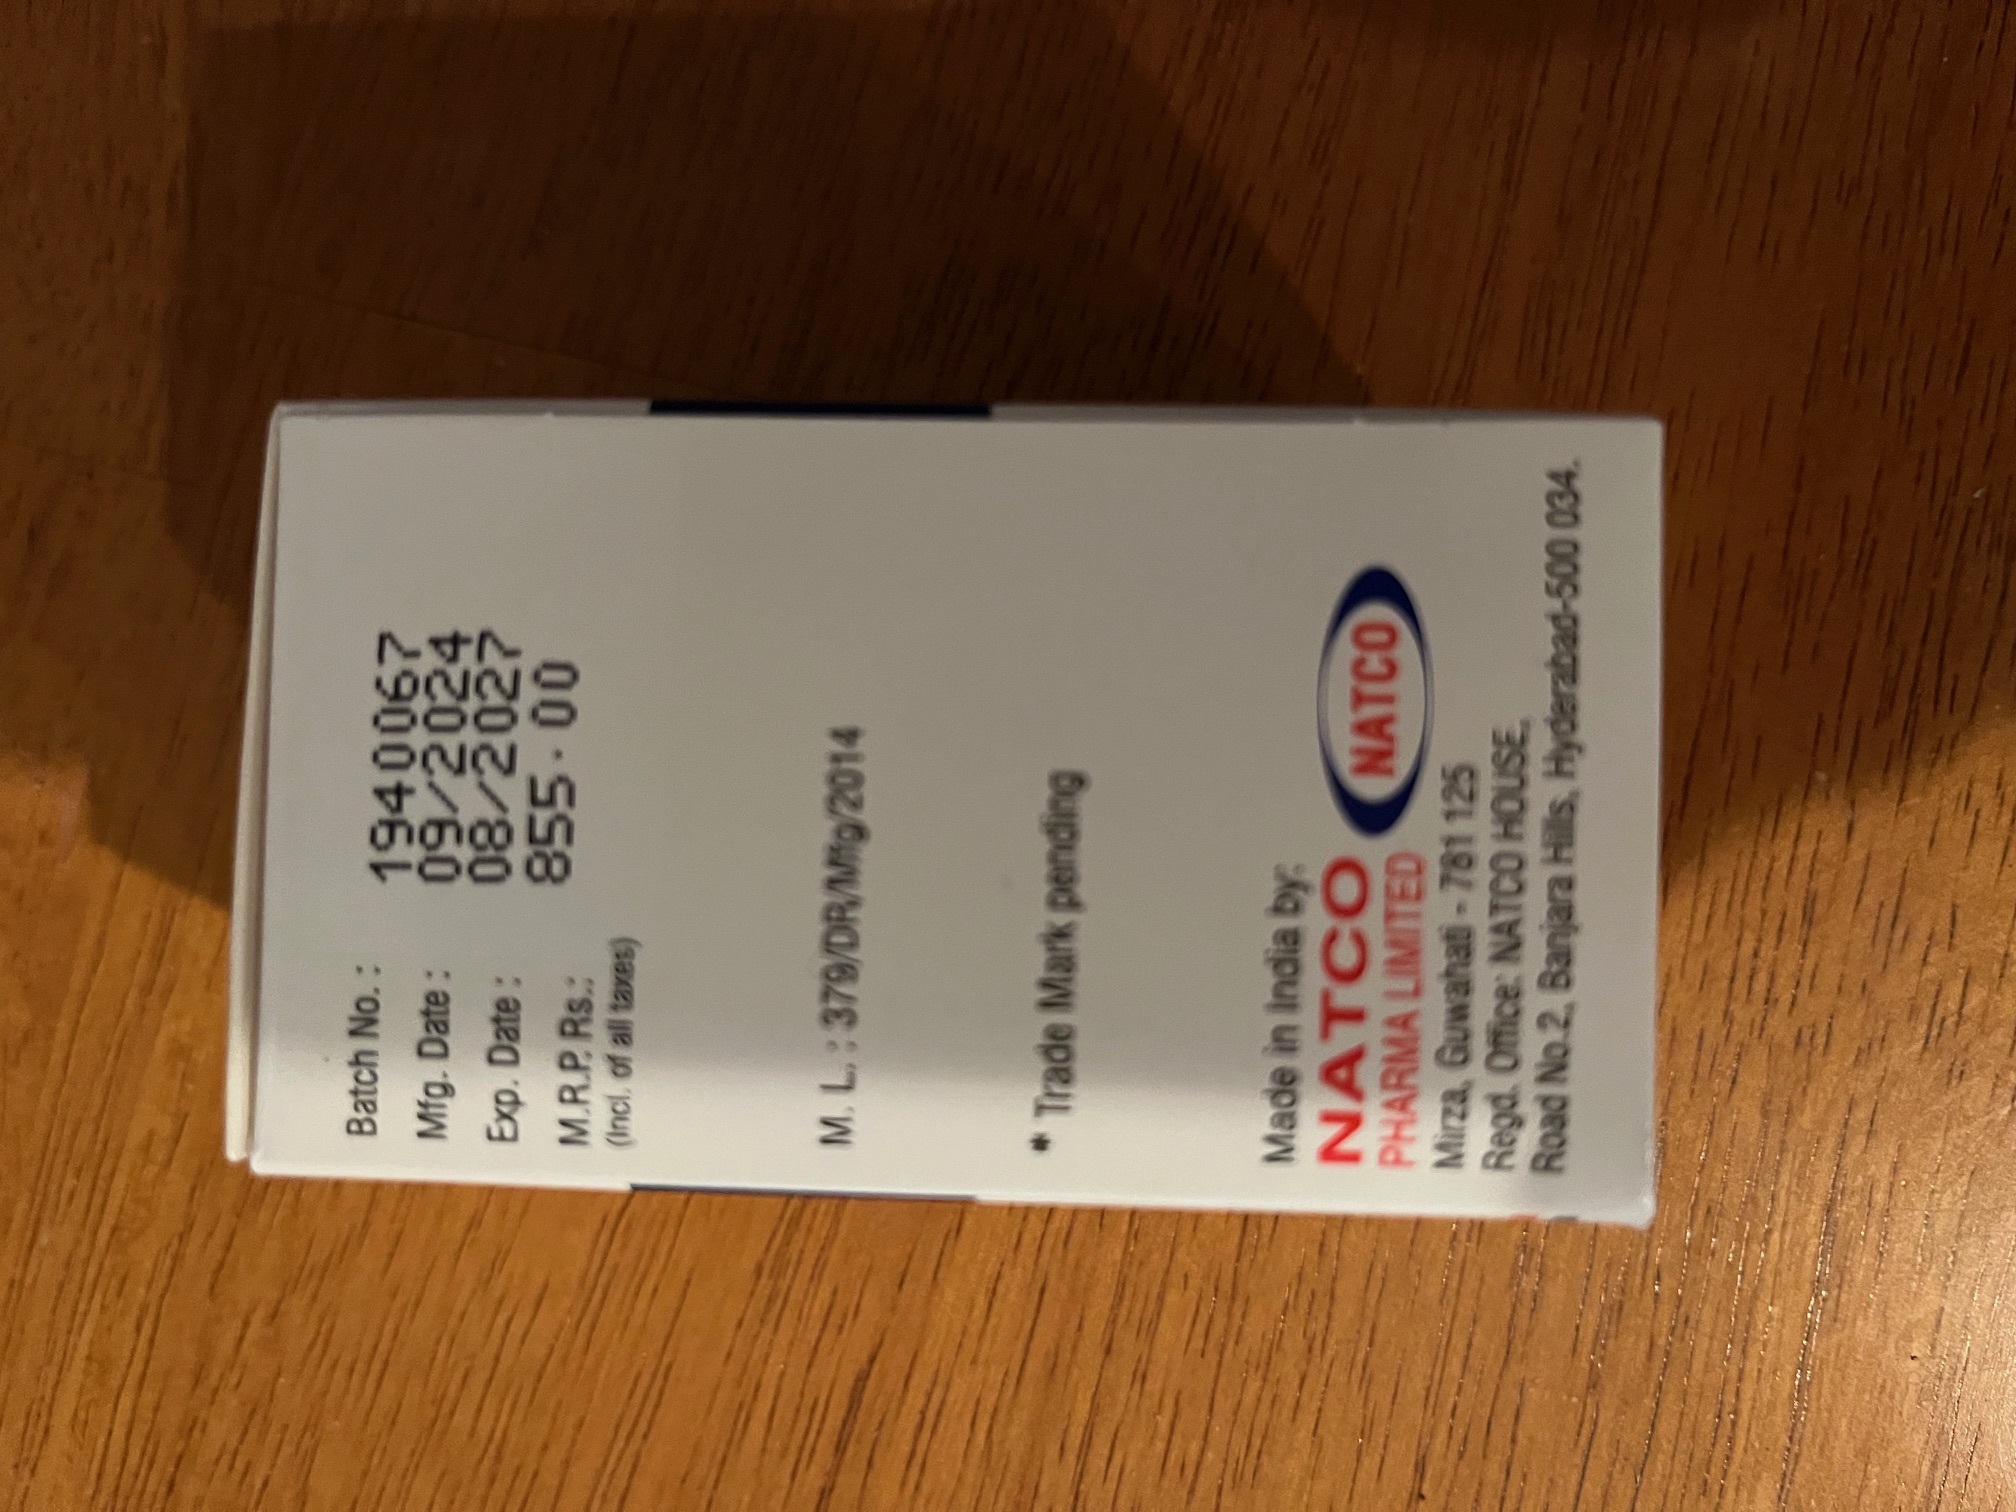 Batch No. : 1940067
Mfg. Date : 09/2024
Exp. Date : 08/2027
M.R.P. Rs.: 855.00
(Incl. of all taxes)
M. L. : 379/DR/Mfg/2014
* Trade Mark pending
Made in India by:
NATCO NATCO
PHARMA LIMITED
Mirza, Guwahati - 781 125
Regd. Office: NATCO HOUSE,
Road No.2, Banjara Hills, Hyderabad-500 034.